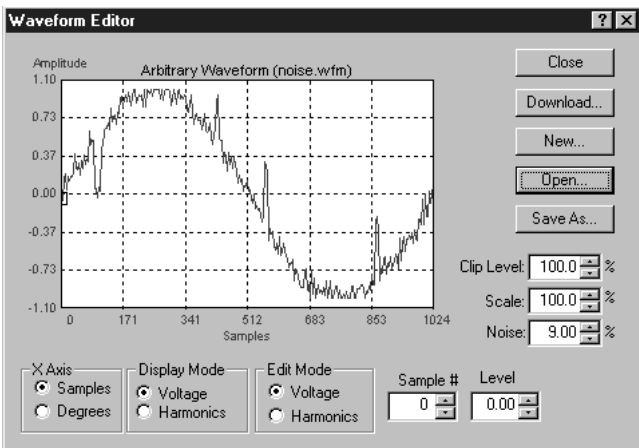 Waveform Editor
Amplitude
Arbitrary Waveform (noise.wfm)
1.10
0.73
0.37
0.00
-0.37
-0.73
-1.10
0 171 341 512 683 853 1024
Samples
Close
Download...
New...
Open...
Save As...
Clip Level: 100.0 %
Scale: 100.0 %
Noise: 9.00 %
X Axis
Samples
Degrees
Display Mode
Voltage
Harmonics
Edit Mode
Voltage
Harmonics
Sample # Level
0 0.00